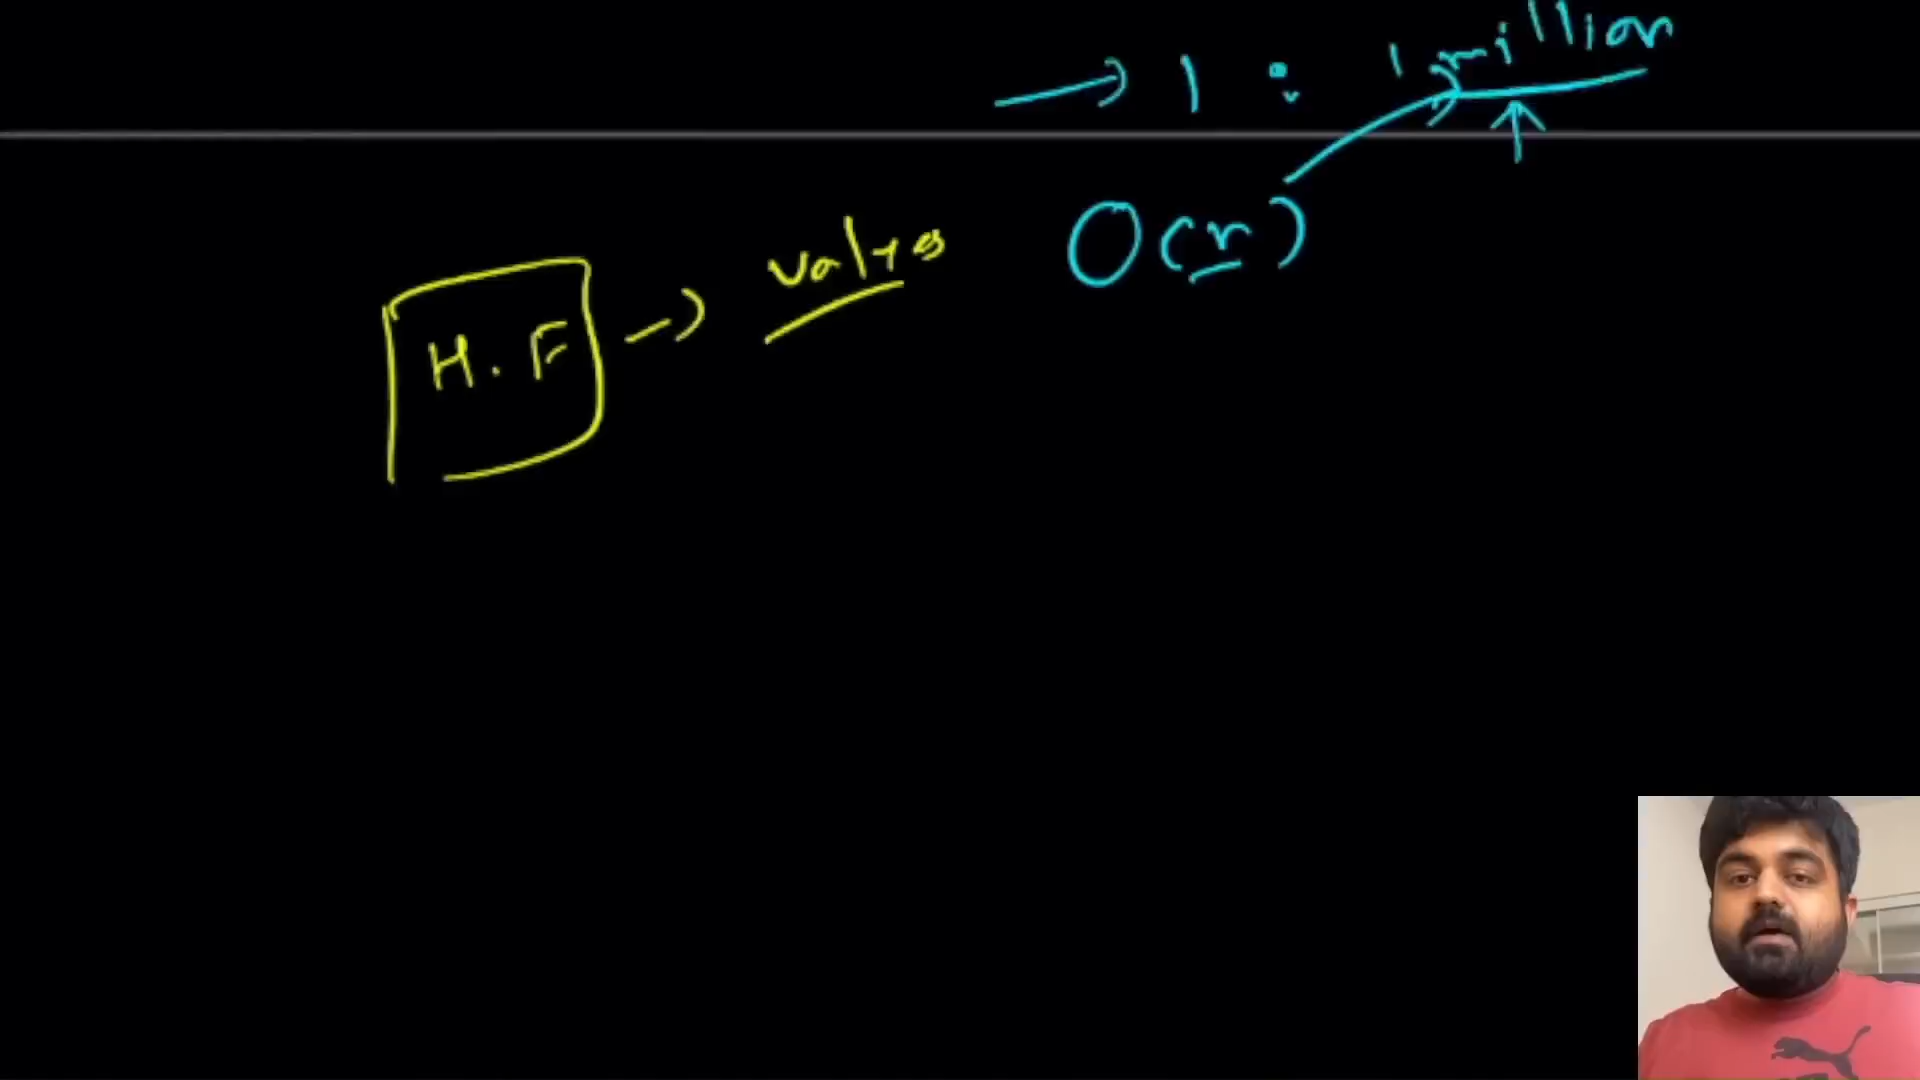 → 1 : 1 million
O(n)
H.F → values